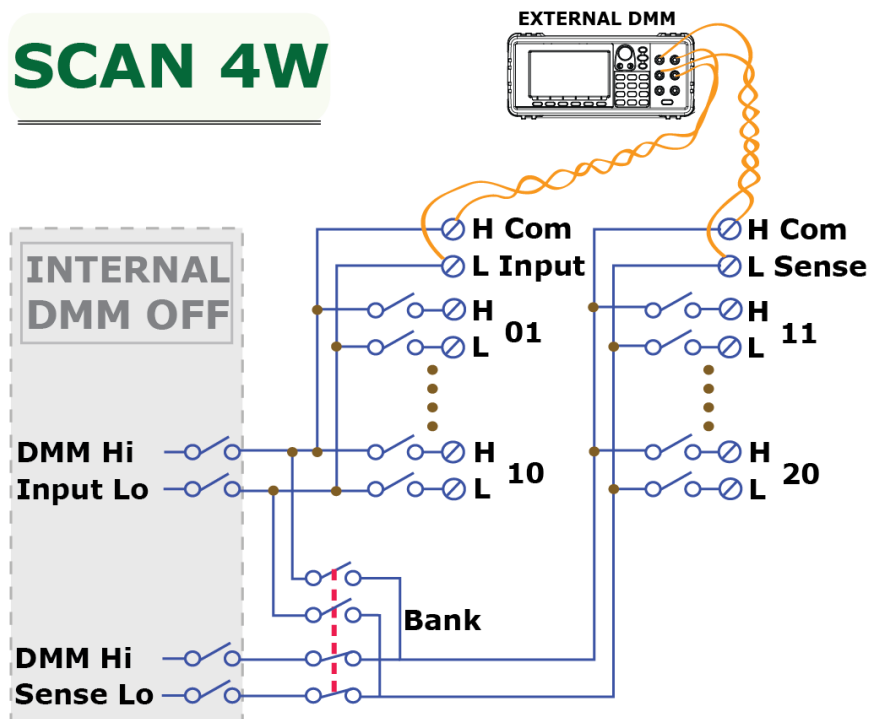 EXTERNAL DMM
SCAN 4W
INTERNAL
DMM OFF
H Com
L Input
H
01
L
H
10
L
H Com
L Sense
H
11
L
H
20
L
DMM Hi
Input Lo
Bank
DMM Hi
Sense Lo